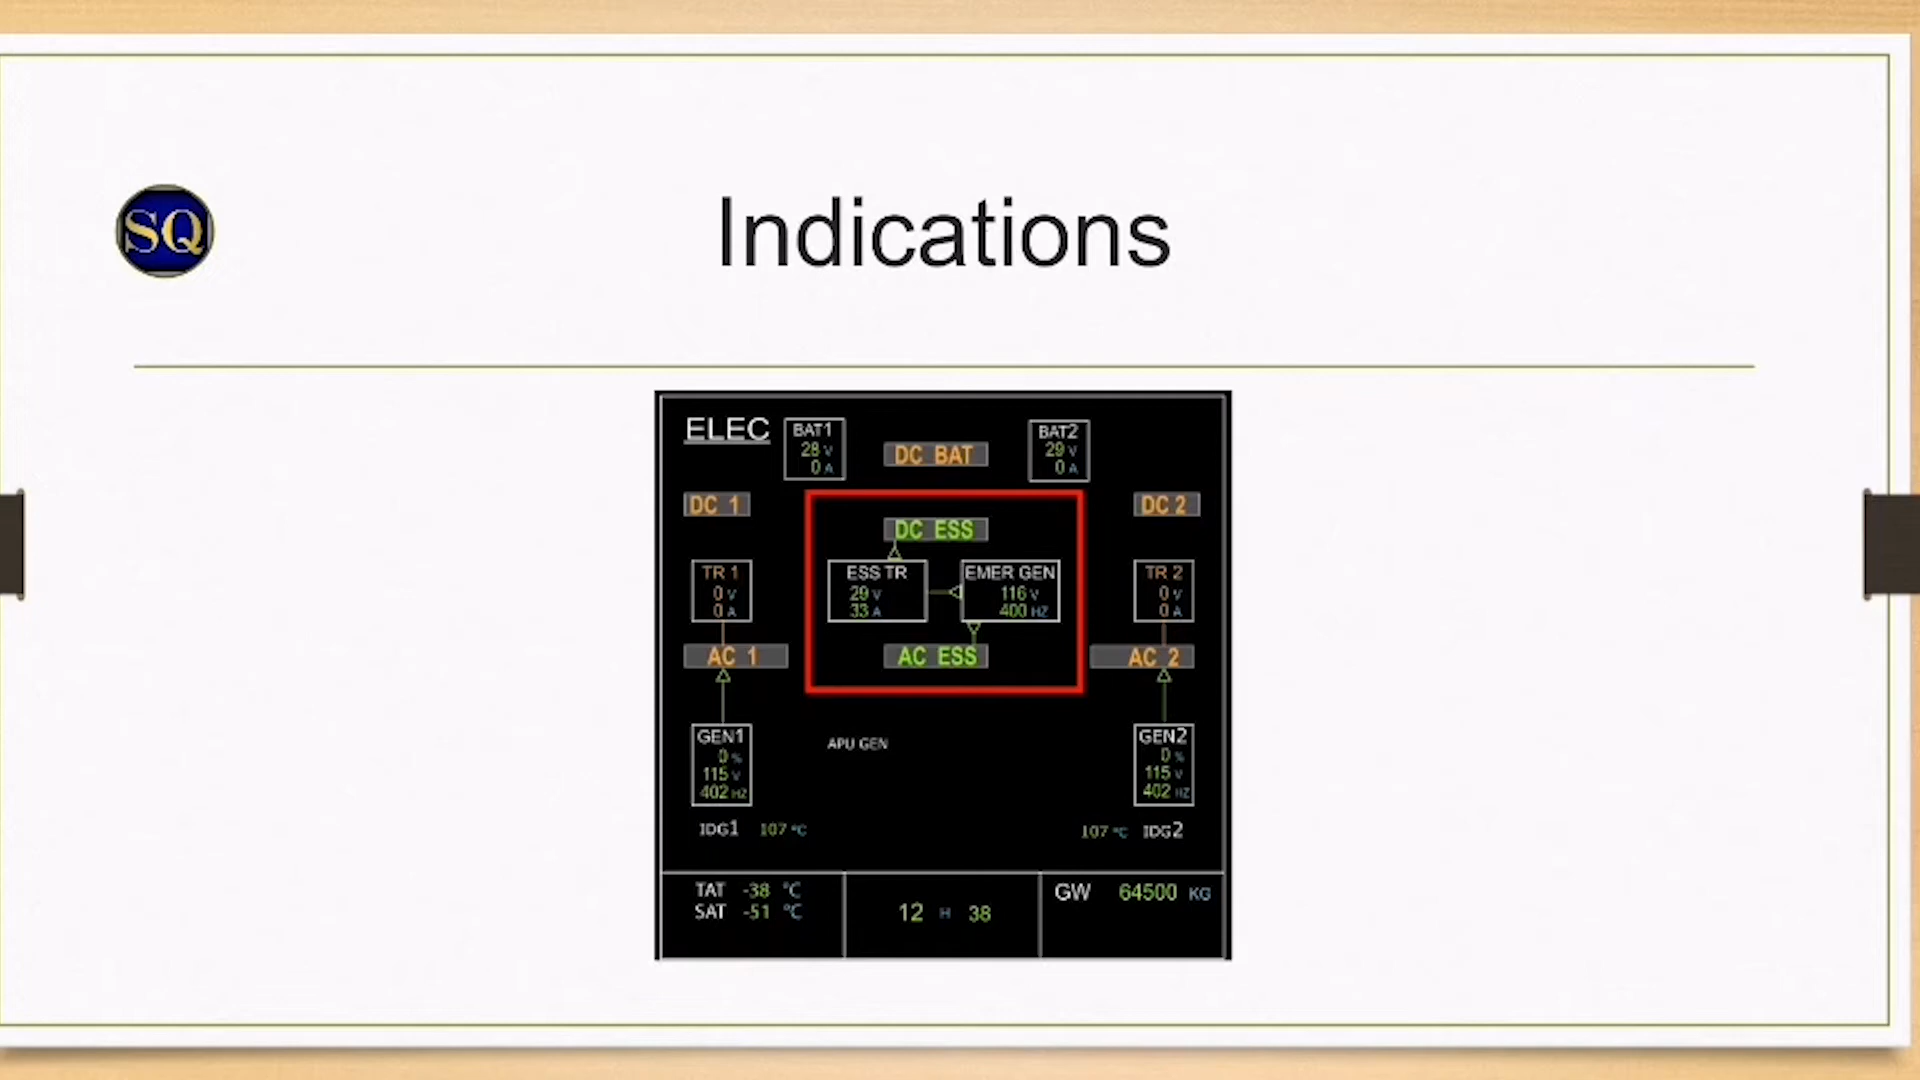 SQ
Indications
ELEC
BAT1
28 V
0 A
DC BAT
BAT2
29 V
0 A
DC 1
DC ESS
DC 2
TR 1
0 V
0 A
ESS TR
29 V
33 A
EMER GEN
116 V
400 HZ
TR 2
0 V
0 A
AC 1
AC ESS
AC 2
GEN1
0 %
115 V
402 HZ
APU GEN
GEN2
0 %
115 V
402 HZ
IDG1 107 °C
107 °C IDG2
TAT -38 °C
SAT -51 °C
12 H 38
GW 64500 KG